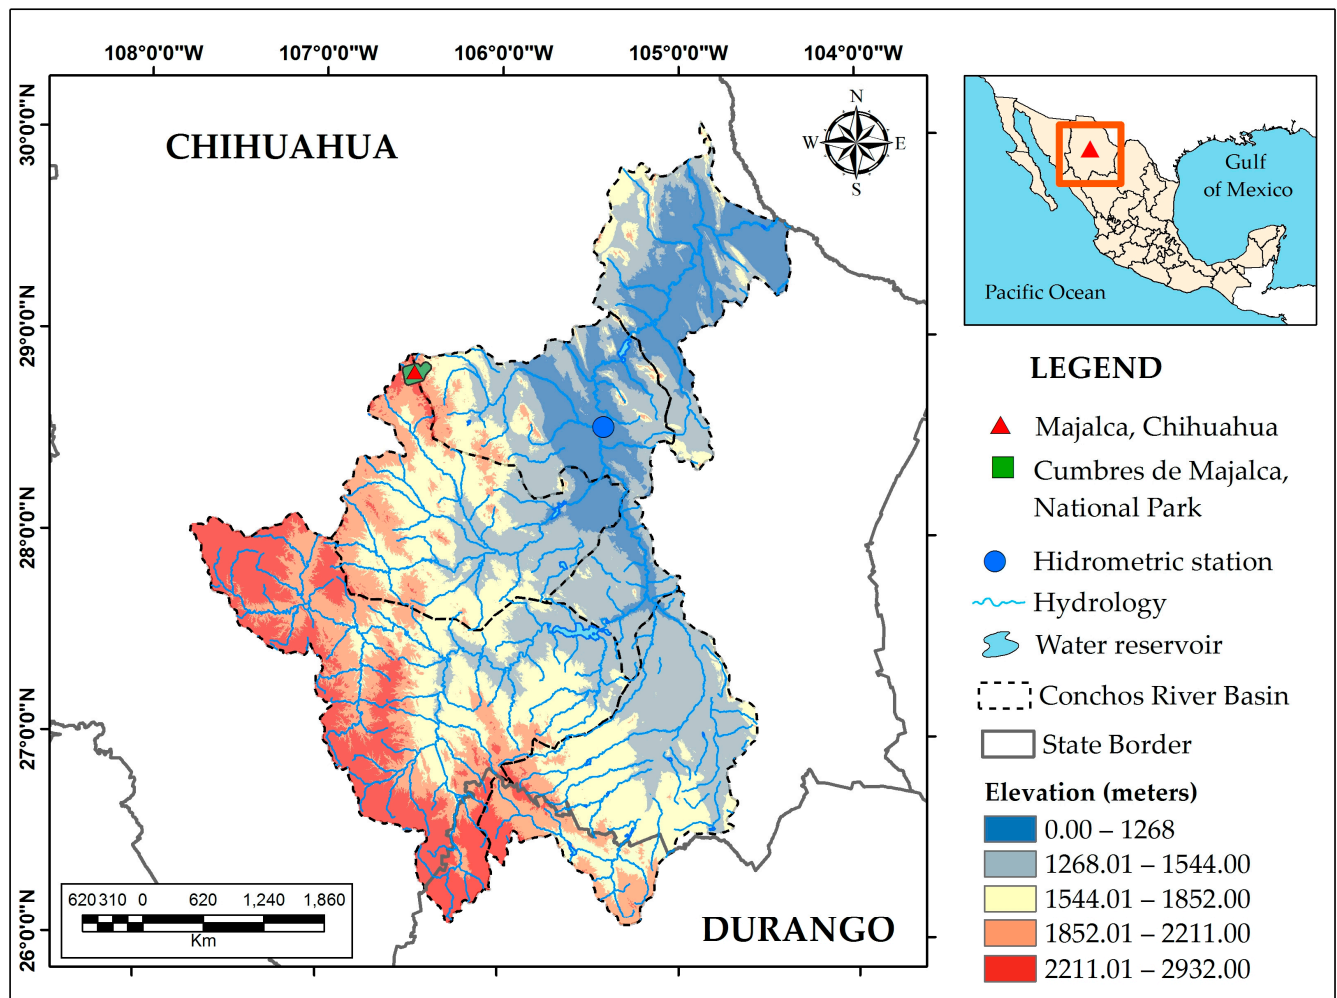 108°0'0"W
107°0'0"W
106°0'0"W
105°0'0"W
104°0'0"W
30°0'0"N
29°0'0"N
28°0'0"N
27°0'0"N
26°0'0"N
CHIHUAHUA
N
W
E
S
DURANGO
620 310 0 620 1,240 1,860
Km
Gulf
of Mexico
Pacific Ocean
LEGEND
Majalca, Chihuahua
Cumbres de Majalca,
National Park
Hidrometric station
Hydrology
Water reservoir
Conchos River Basin
State Border
Elevation (meters)
0.00 – 1268
1268.01 – 1544.00
1544.01 – 1852.00
1852.01 – 2211.00
2211.01 – 2932.00